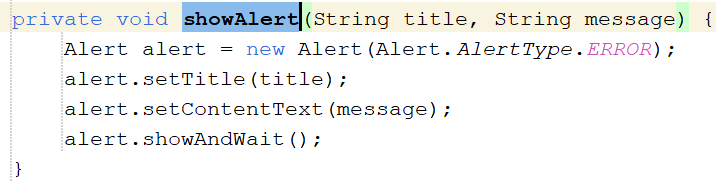 private void showAlert(String title, String message) {
    Alert alert = new Alert(Alert.AlertType.ERROR);
    alert.setTitle(title);
    alert.setContentText(message);
    alert.showAndWait();
}